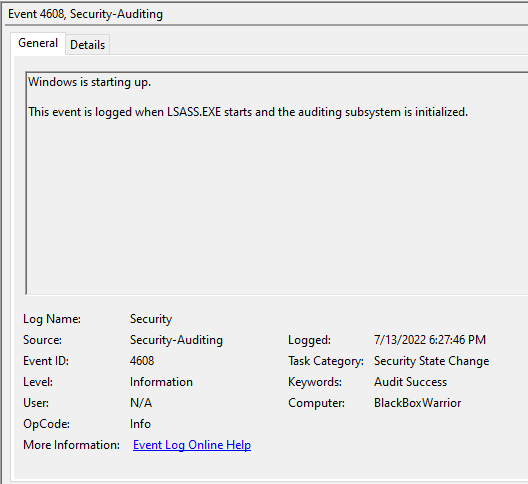 Event 4608, Security-Auditing
General Details
Windows is starting up.
This event is logged when LSASS.EXE starts and the auditing subsystem is initialized.
Log Name: Security
Source: Security-Auditing Logged: 7/13/2022 6:27:46 PM
Event ID: 4608 Task Category: Security State Change
Level: Information Keywords: Audit Success
User: N/A Computer: BlackBoxWarrior
OpCode: Info
More Information: Event Log Online Help